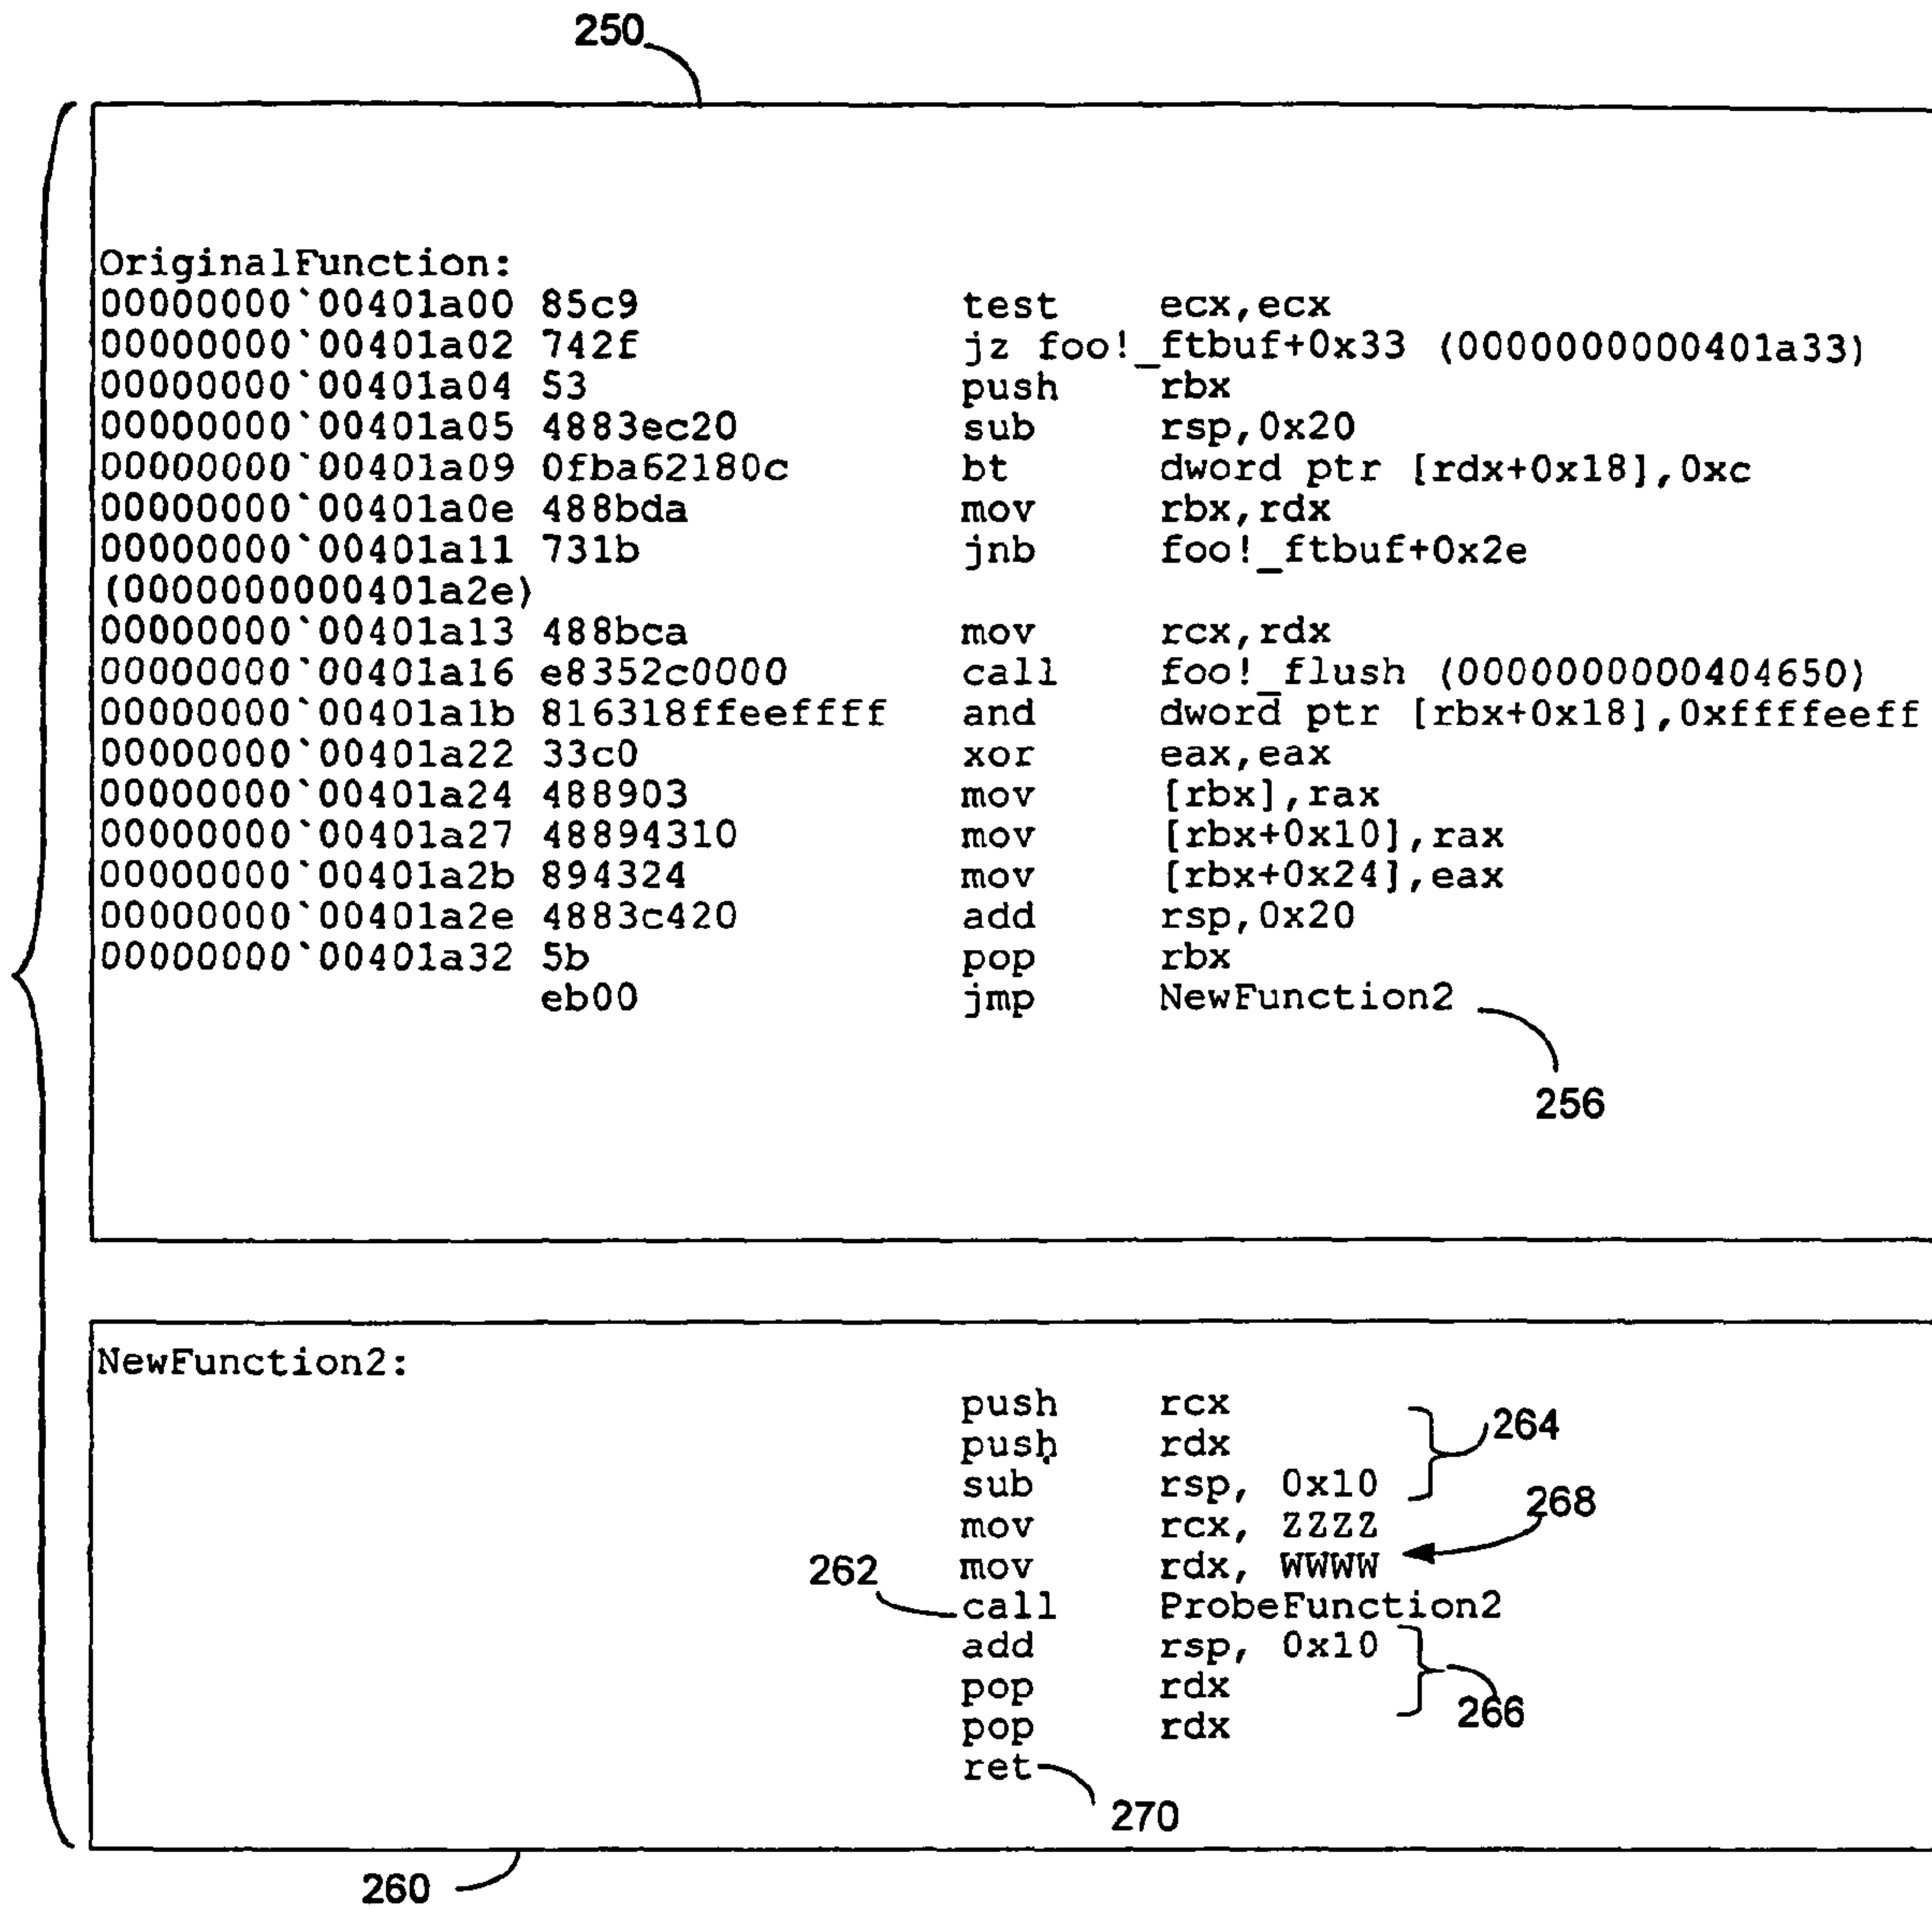 250
OriginalFunction:
00000000`00401a00 85c9 test ecx,ecx
00000000`00401a02 742f jz foo!_ftbuf+0x33 (0000000000401a33)
00000000`00401a04 53 push rbx
00000000`00401a05 4883ec20 sub rsp,0x20
00000000`00401a09 0fba62180c bt dword ptr [rdx+0x18],0xc
00000000`00401a0e 488bda mov rbx,rdx
00000000`00401a11 731b jnb foo!_ftbuf+0x2e
(0000000000401a2e)
00000000`00401a13 488bca mov rcx,rdx
00000000`00401a16 e8352c0000 call foo!_flush (0000000000404650)
00000000`00401a1b 816318ffeeffff and dword ptr [rbx+0x18],0xffffeeff
00000000`00401a22 33c0 xor eax,eax
00000000`00401a24 488903 mov [rbx],rax
00000000`00401a27 48894310 mov [rbx+0x10],rax
00000000`00401a2b 894324 mov [rbx+0x24],eax
00000000`00401a2e 4883c420 add rsp,0x20
00000000`00401a32 5b pop rbx
eb00 jmp NewFunction2
256
NewFunction2:
push rcx
264
push rdx
sub rsp, 0x10
268
mov rcx, ZZZZ
262 mov rdx, WWWW
call ProbeFunction2
add rsp, 0x10
pop rdx
266
pop rdx
ret
270
260